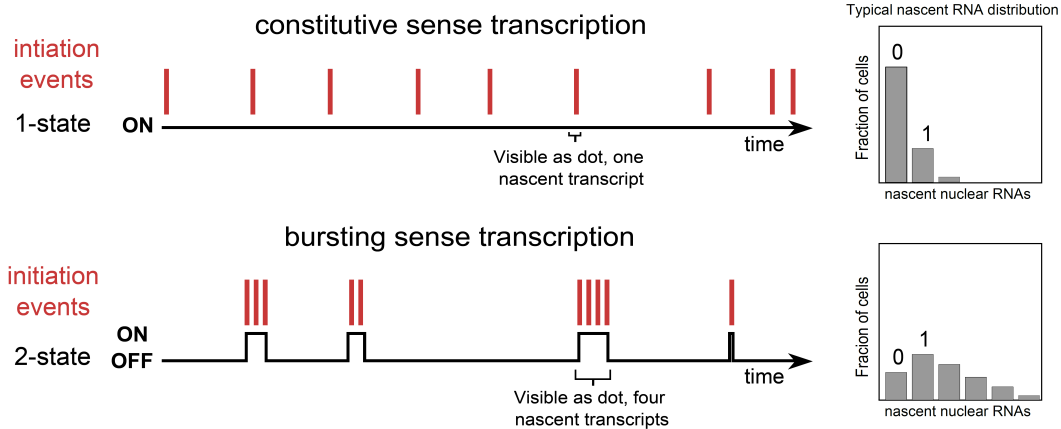 constitutive sense transcription
Typical nascent RNA distribution
intiation
events
1-state
ON
time
Visible as dot, one
nascent transcript
Fraction of cells
0
1
nascent nuclear RNAs
bursting sense transcription
initiation
events
ON
2-state
OFF
time
Visible as dot, four
nascent transcripts
Fracion of cells
0
1
nascent nuclear RNAs